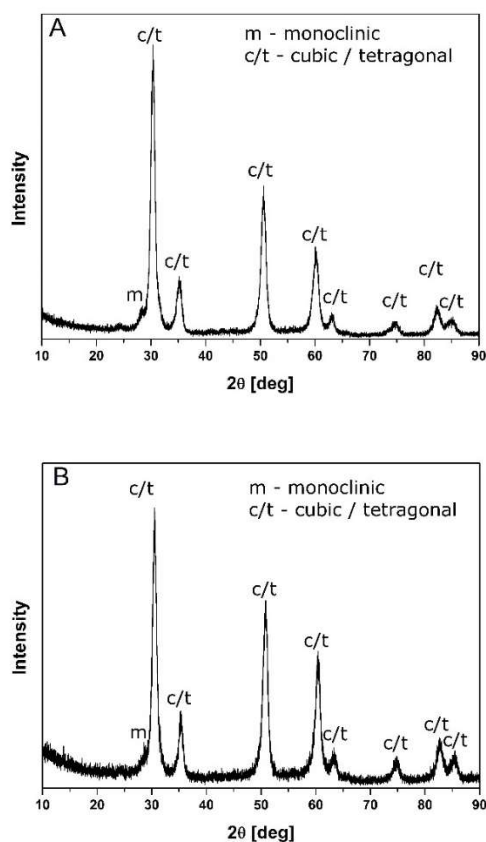 A
m - monoclinic
c/t - cubic / tetragonal
c/t
m
c/t
c/t
c/t
c/t
c/t
c/t
c/t
Intensity
10 20 30 40 50 60 70 80 90
2θ [deg]
B
m - monoclinic
c/t - cubic / tetragonal
c/t
m
c/t
c/t
c/t
c/t
c/t
c/t
c/t
Intensity
10 20 30 40 50 60 70 80 90
2θ [deg]